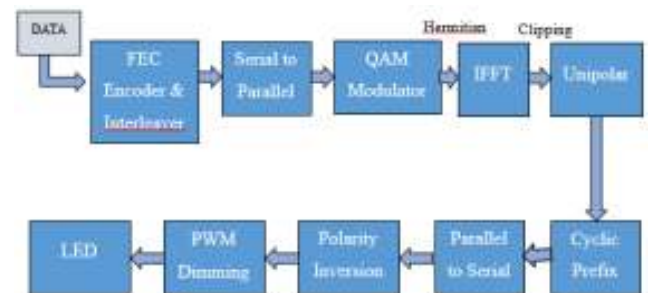 DATA
FEC
Encoder &
Interleaver
Serial to
Parallel
QAM
Modulator
Hermitian
IFFT
Clipping
Unipolar
LED
PWM
Dimming
Polarity
Inversion
Parallel
to Serial
Cyclic
Prefix